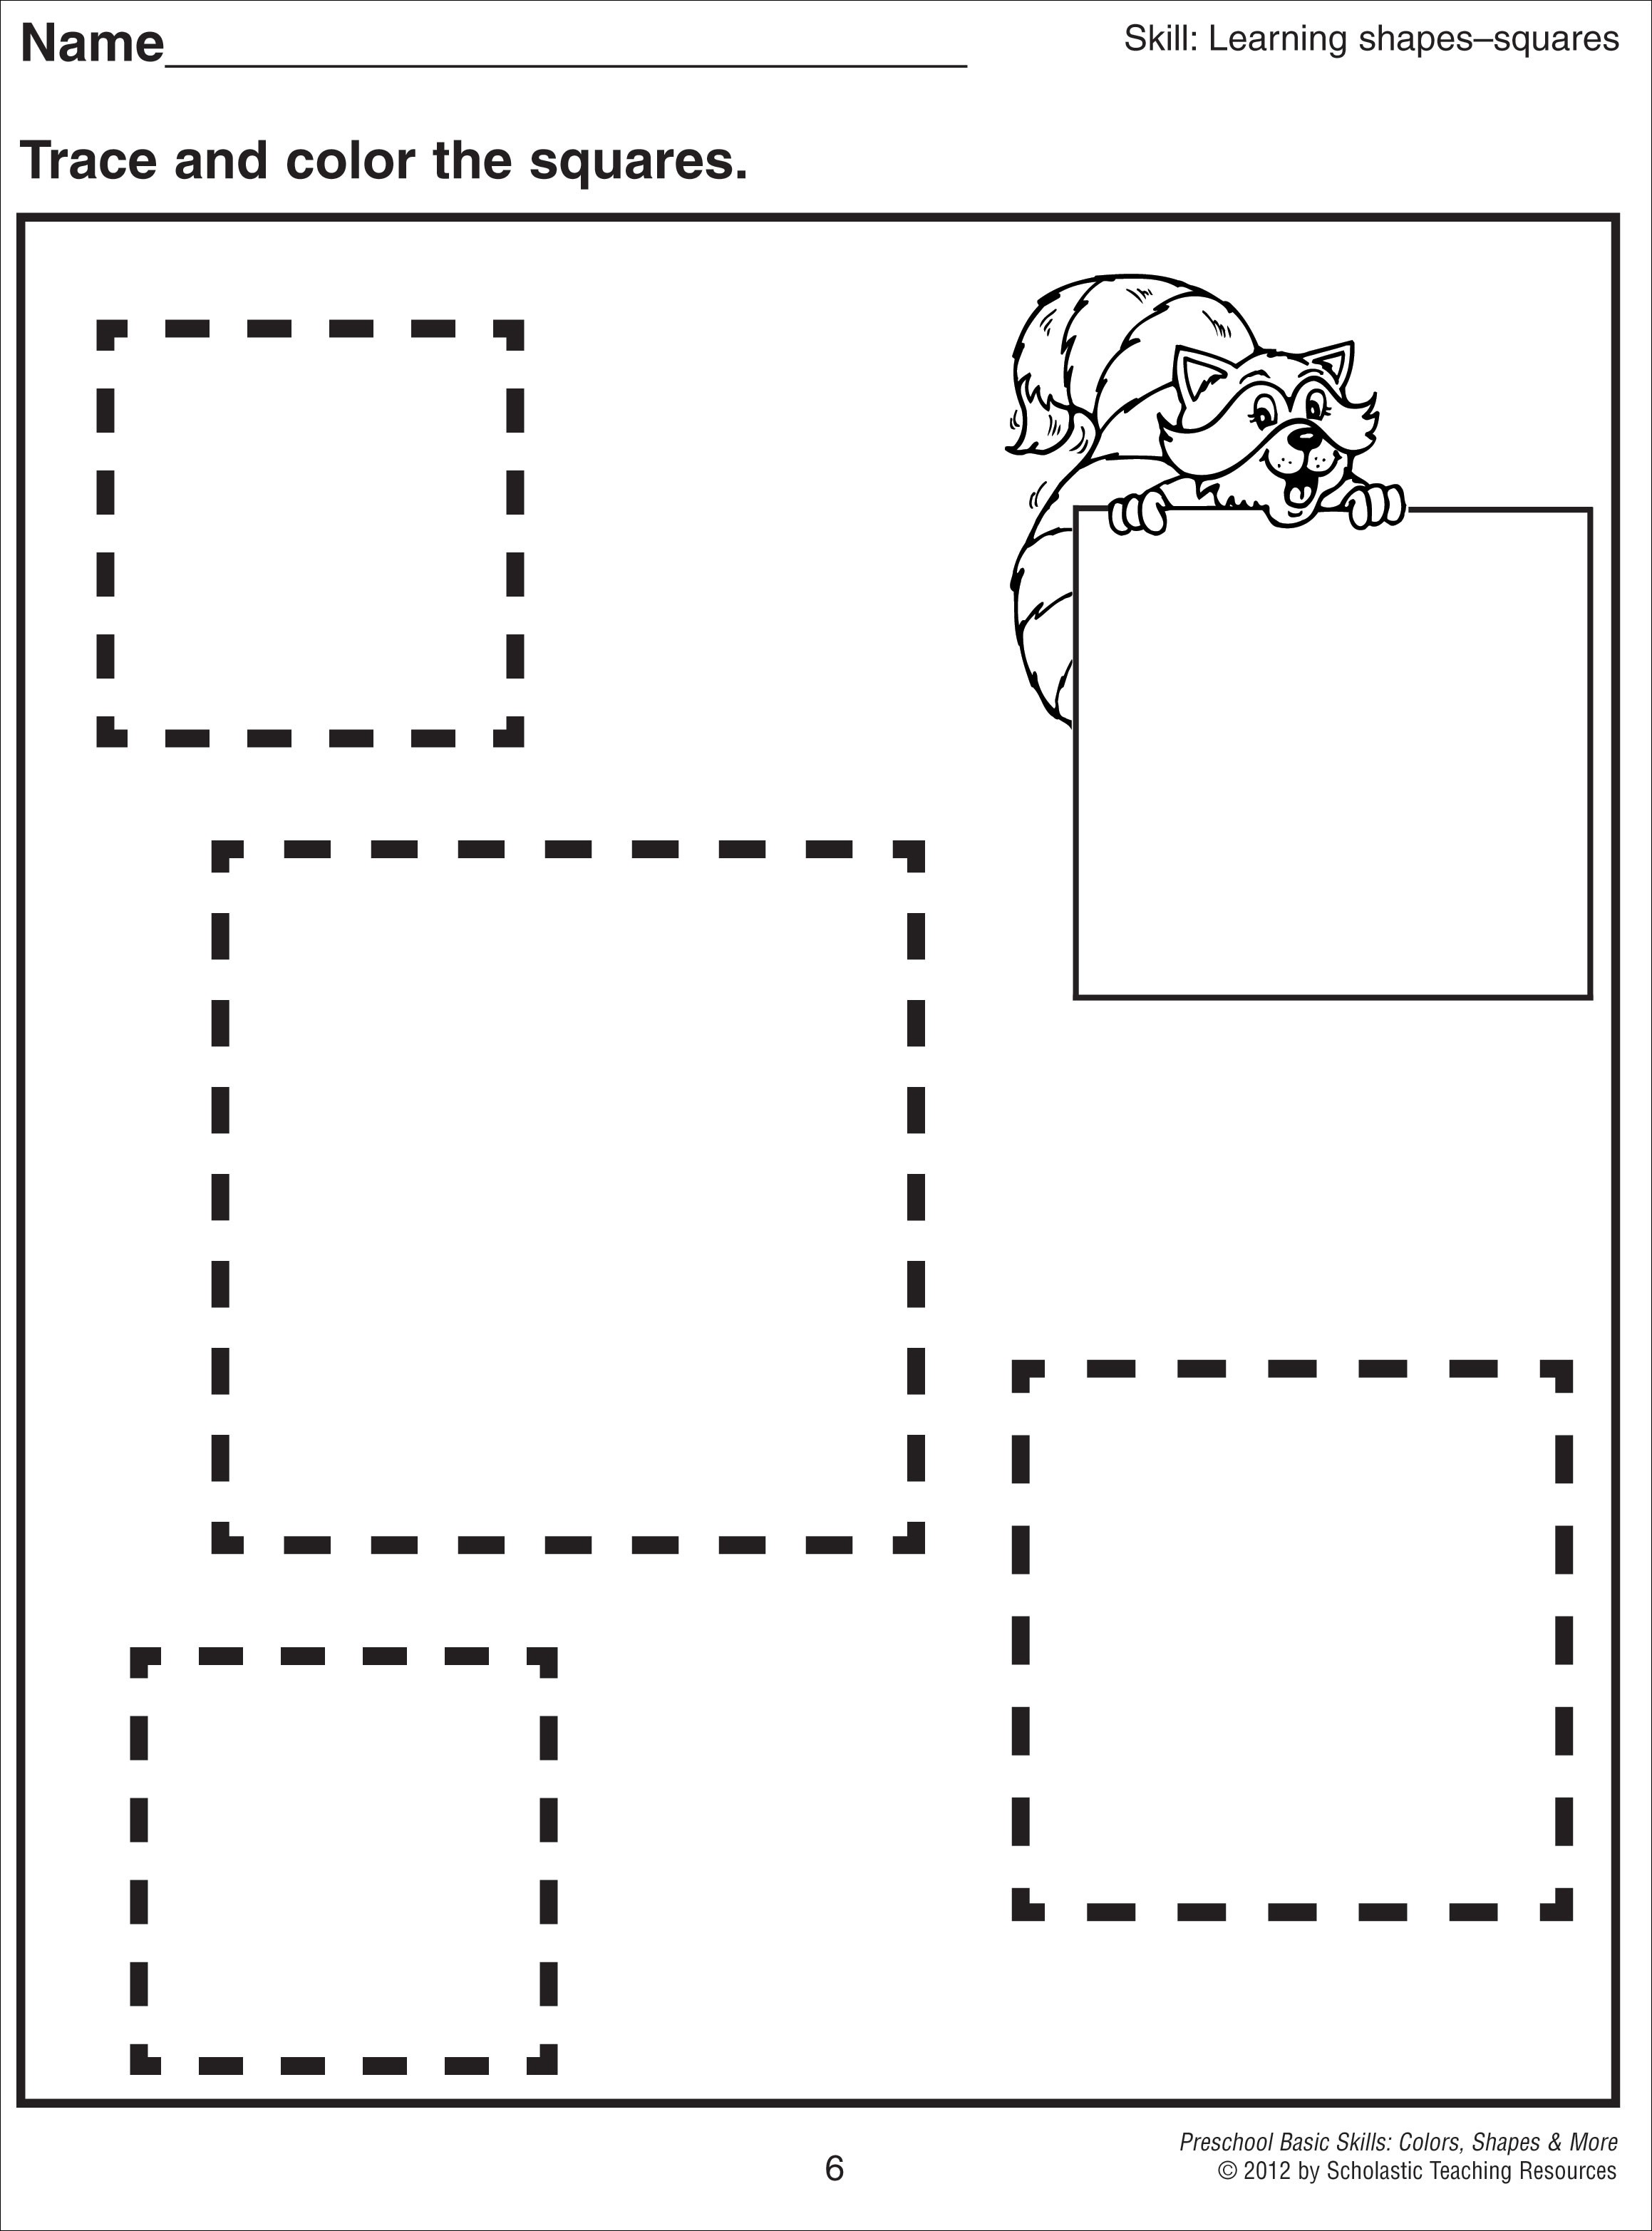 Name
Skill: Learning shapes–squares
Trace and color the squares.
Preschool Basic Skills: Colors, Shapes & More
6
© 2012 by Scholastic Teaching Resources